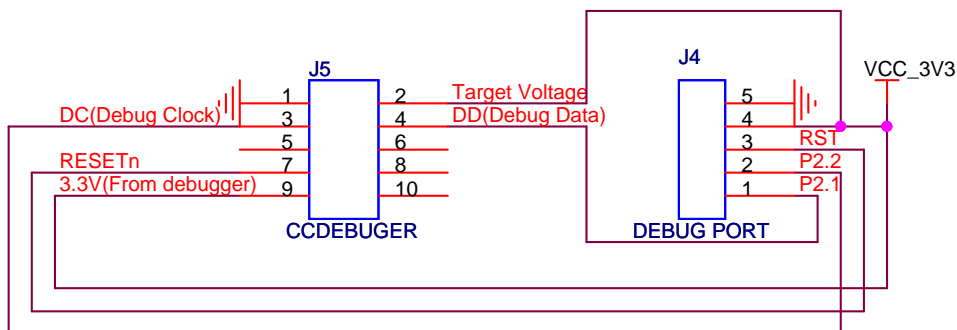 J5
J4
VCC_3V3
1
2
Target Voltage
5
DC(Debug Clock)
3
4
DD(Debug Data)
4
5
6
3
RST
RESETn
7
8
2
P2.2
3.3V(From debugger)
9
10
1
P2.1
CCDEBUGER
DEBUG PORT